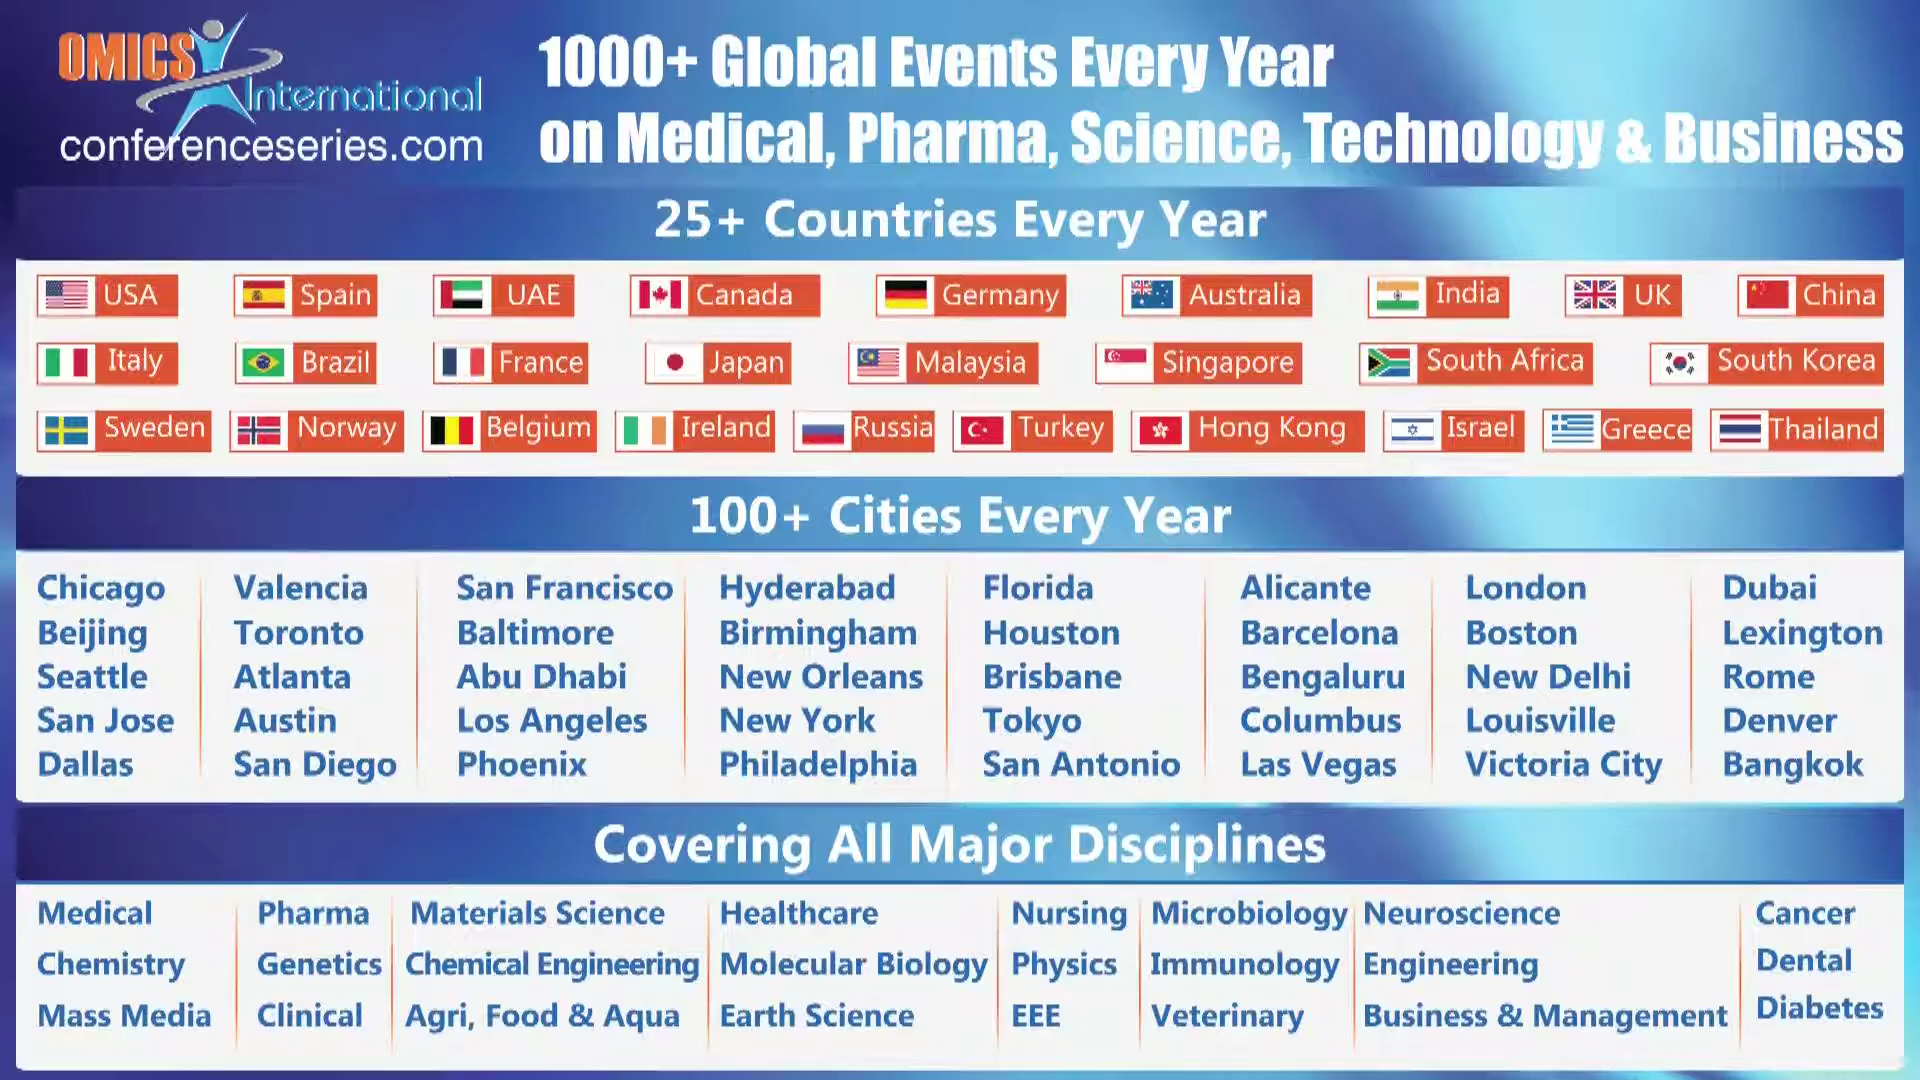 OMICS
International
conferenceseries.com
1000+ Global Events Every Year
on Medical, Pharma, Science, Technology & Business
25+ Countries Every Year
USA Spain UAE Canada Germany Australia India UK China
Italy Brazil France Japan Malaysia Singapore South Africa South Korea
Sweden Norway Belgium Ireland Russia Turkey Hong Kong Israel Greece Thailand
100+ Cities Every Year
Chicago Valencia San Francisco Hyderabad Florida Alicante London Dubai
Beijing Toronto Baltimore Birmingham Houston Barcelona Boston Lexington
Seattle Atlanta Abu Dhabi New Orleans Brisbane Bengaluru New Delhi Rome
San Jose Austin Los Angeles New York Tokyo Columbus Louisville Denver
Dallas San Diego Phoenix Philadelphia San Antonio Las Vegas Victoria City Bangkok
Covering All Major Disciplines
Medical Pharma Materials Science Healthcare Nursing Microbiology Neuroscience Cancer
Chemistry Genetics Chemical Engineering Molecular Biology Physics Immunology Engineering Dental
Mass Media Clinical Agri, Food & Aqua Earth Science EEE Veterinary Business & Management Diabetes